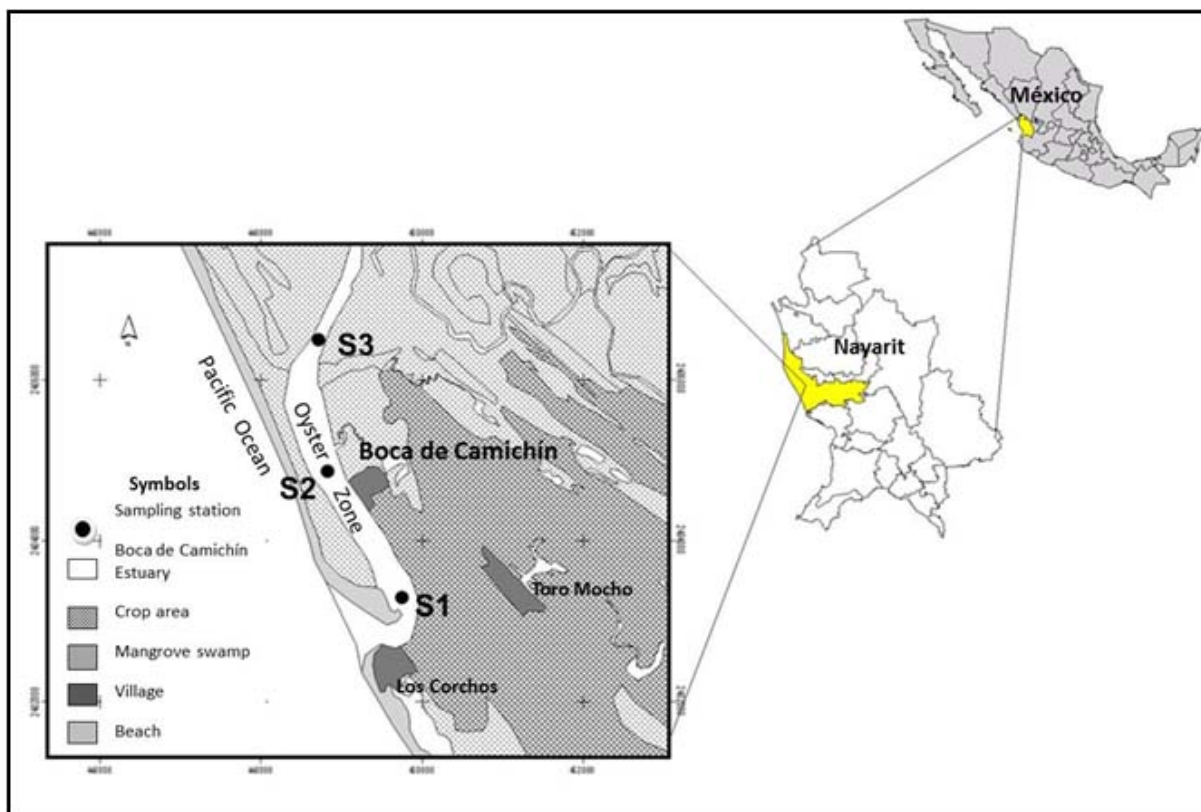 México
Nayarit
S3
Pacific Ocean
Oyster
Zone
Boca de Camichín
S2
S1
Toro Mocho
Los Corchos
Symbols
Sampling station
Boca de Camichín
Estuary
Crop area
Mangrove swamp
Village
Beach